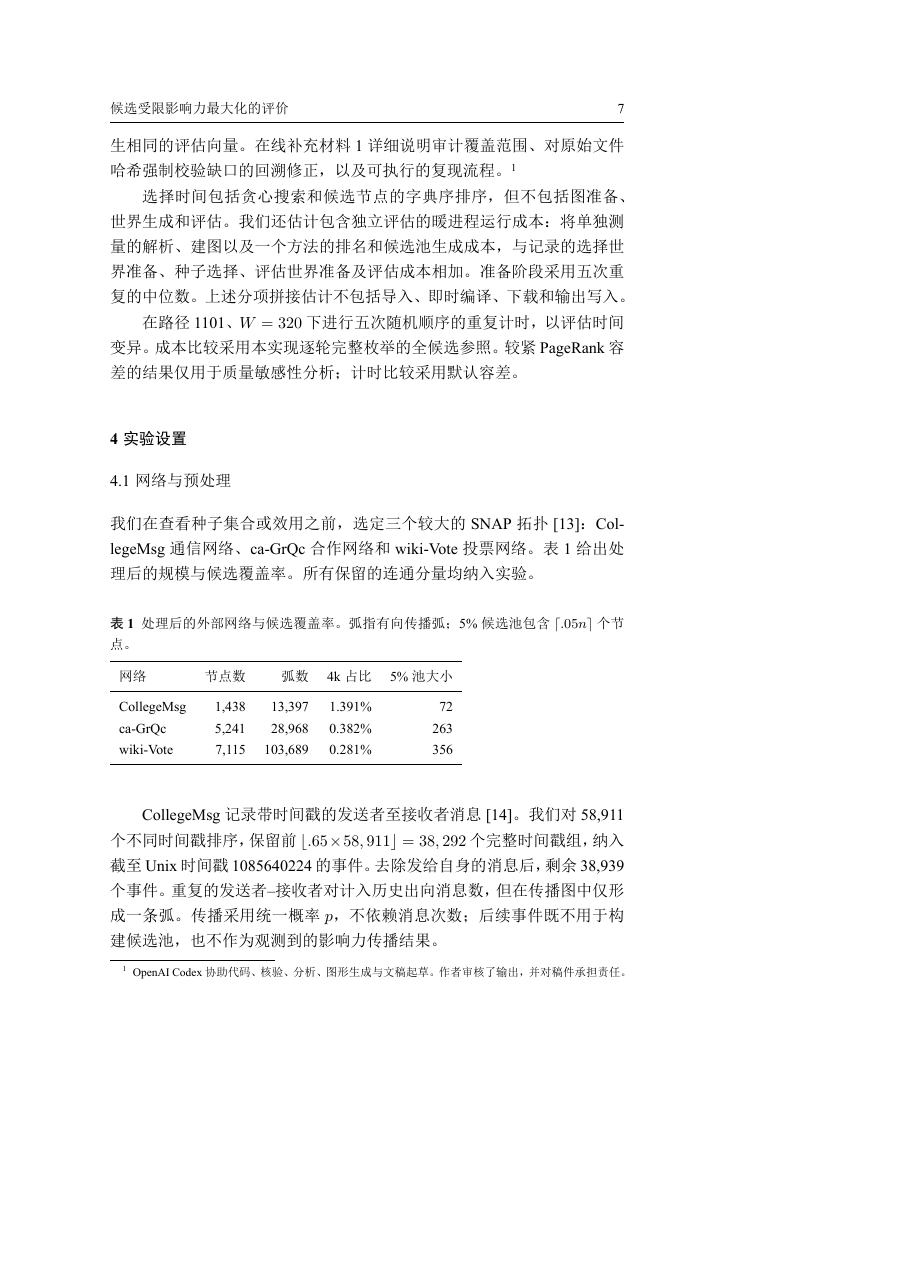 候选受限影响力最大化的评价 7
生相同的评估向量。在线补充材料 1 详细说明审计覆盖范围、对原始文件
哈希强制校验缺口的回溯修正，以及可执行的复现流程。1
选择时间包括贪心搜索和候选节点的字典序排序，但不包括图准备、
世界生成和评估。我们还估计包含独立评估的暖进程运行成本：将单独测
量的解析、建图以及一个方法的排名和候选池生成成本，与记录的选择世
界准备、种子选择、评估世界准备及评估成本相加。准备阶段采用五次重
复的中位数。上述分项拼接估计不包括导入、即时编译、下载和输出写入。
在路径 1101、W = 320 下进行五次随机顺序的重复计时，以评估时间
变异。成本比较采用本实现逐轮完整枚举的全候选参照。较紧 PageRank 容
差的结果仅用于质量敏感性分析；计时比较采用默认容差。
4 实验设置
4.1 网络与预处理
我们在查看种子集合或效用之前，选定三个较大的 SNAP 拓扑 [13]：Col-
legeMsg 通信网络、ca-GrQc 合作网络和 wiki-Vote 投票网络。表 1 给出处
理后的规模与候选覆盖率。所有保留的连通分量均纳入实验。
表 1 处理后的外部网络与候选覆盖率。弧指有向传播弧；5% 候选池包含 ⌈.05n⌉ 个节
点。
网络 节点数 弧数 4k 占比 5% 池大小
CollegeMsg 1,438 13,397 1.391% 72
ca-GrQc 5,241 28,968 0.382% 263
wiki-Vote 7,115 103,689 0.281% 356
CollegeMsg 记录带时间戳的发送者至接收者消息 [14]。我们对 58,911
个不同时间戳排序，保留前 ⌊.65×58, 911⌋ = 38, 292 个完整时间戳组，纳入
截至 Unix 时间戳 1085640224 的事件。去除发给自身的消息后，剩余 38,939
个事件。重复的发送者–接收者对计入历史出向消息数，但在传播图中仅形
成一条弧。传播采用统一概率 p，不依赖消息次数；后续事件既不用于构
建候选池，也不作为观测到的影响力传播结果。
1 OpenAI Codex 协助代码、核验、分析、图形生成与文稿起草。作者审核了输出，并对稿件承担责任。